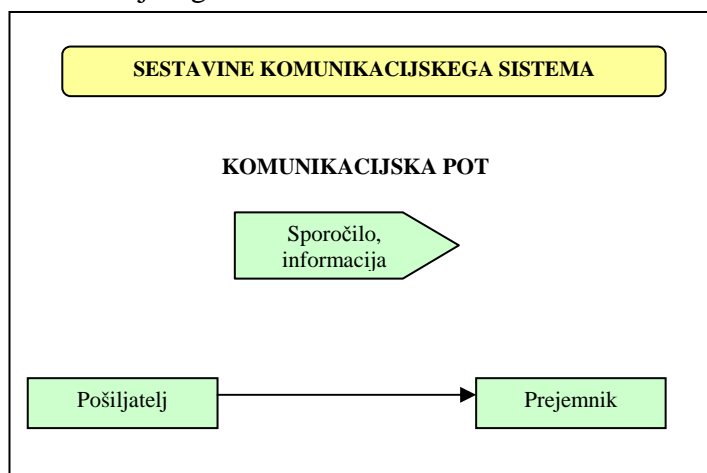 SESTAVINE KOMUNIKACIJSKEGA SISTEMA
KOMUNIKACIJSKA POT
Sporočilo,
informacija
Pošiljatelj
Prejemnik